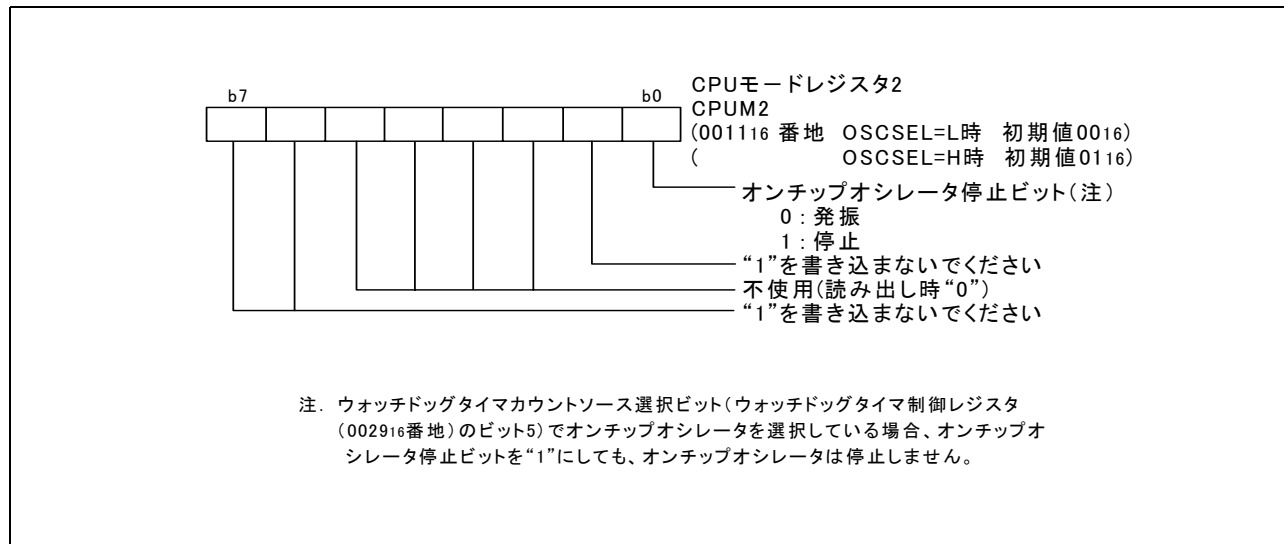 b7 b0
CPUモードレジスタ2
CPUM2
(001116 番地 OSCSEL=L時 初期値0016)
( OSCSEL=H時 初期値0116)
オンチップオシレータ停止ビット(注)
0 : 発振
1 : 停止
“1”を書き込まないでください
不使用(読み出し時“0”)
“1”を書き込まないでください
注. ウォッチドッグタイマカウントソース選択ビット(ウォッチドッグタイマ制御レジスタ
(002916番地)のビット5)でオンチップオシレータを選択している場合、オンチップオ
シレータ停止ビットを“1”にしても、オンチップオシレータは停止しません。